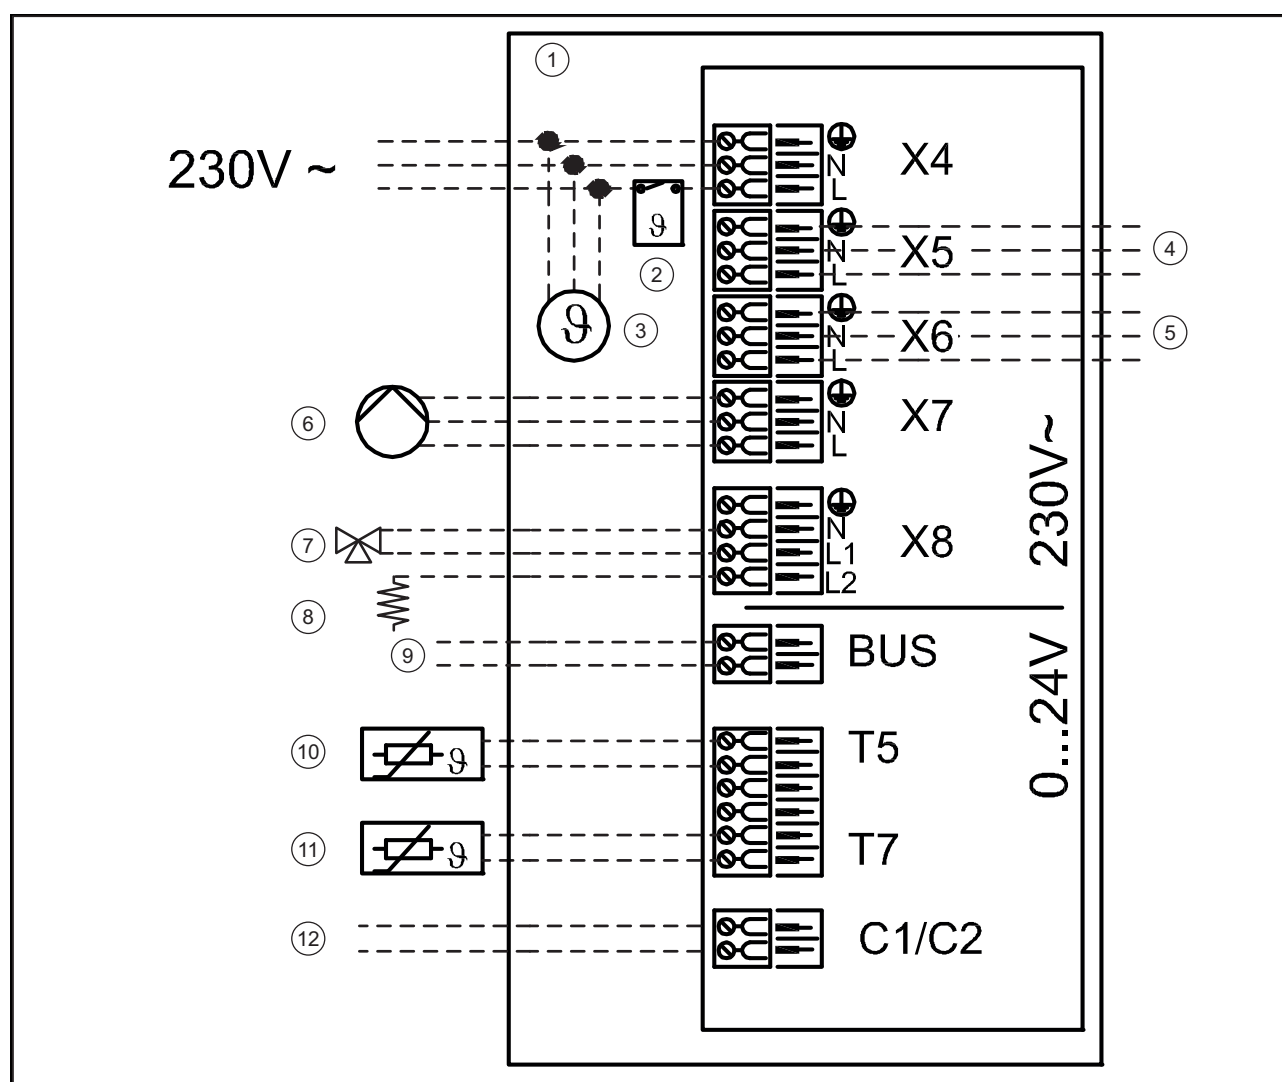 1
230V ~
N
L
X4
ϑ
2
N
L
X5
4
ϑ
3
N
L
X6
5
6
N
L
X7
230V~
7
N
L1
L2
X8
8
9
BUS
0...24V
10
ϑ
T5
11
ϑ
T7
12
C1/C2